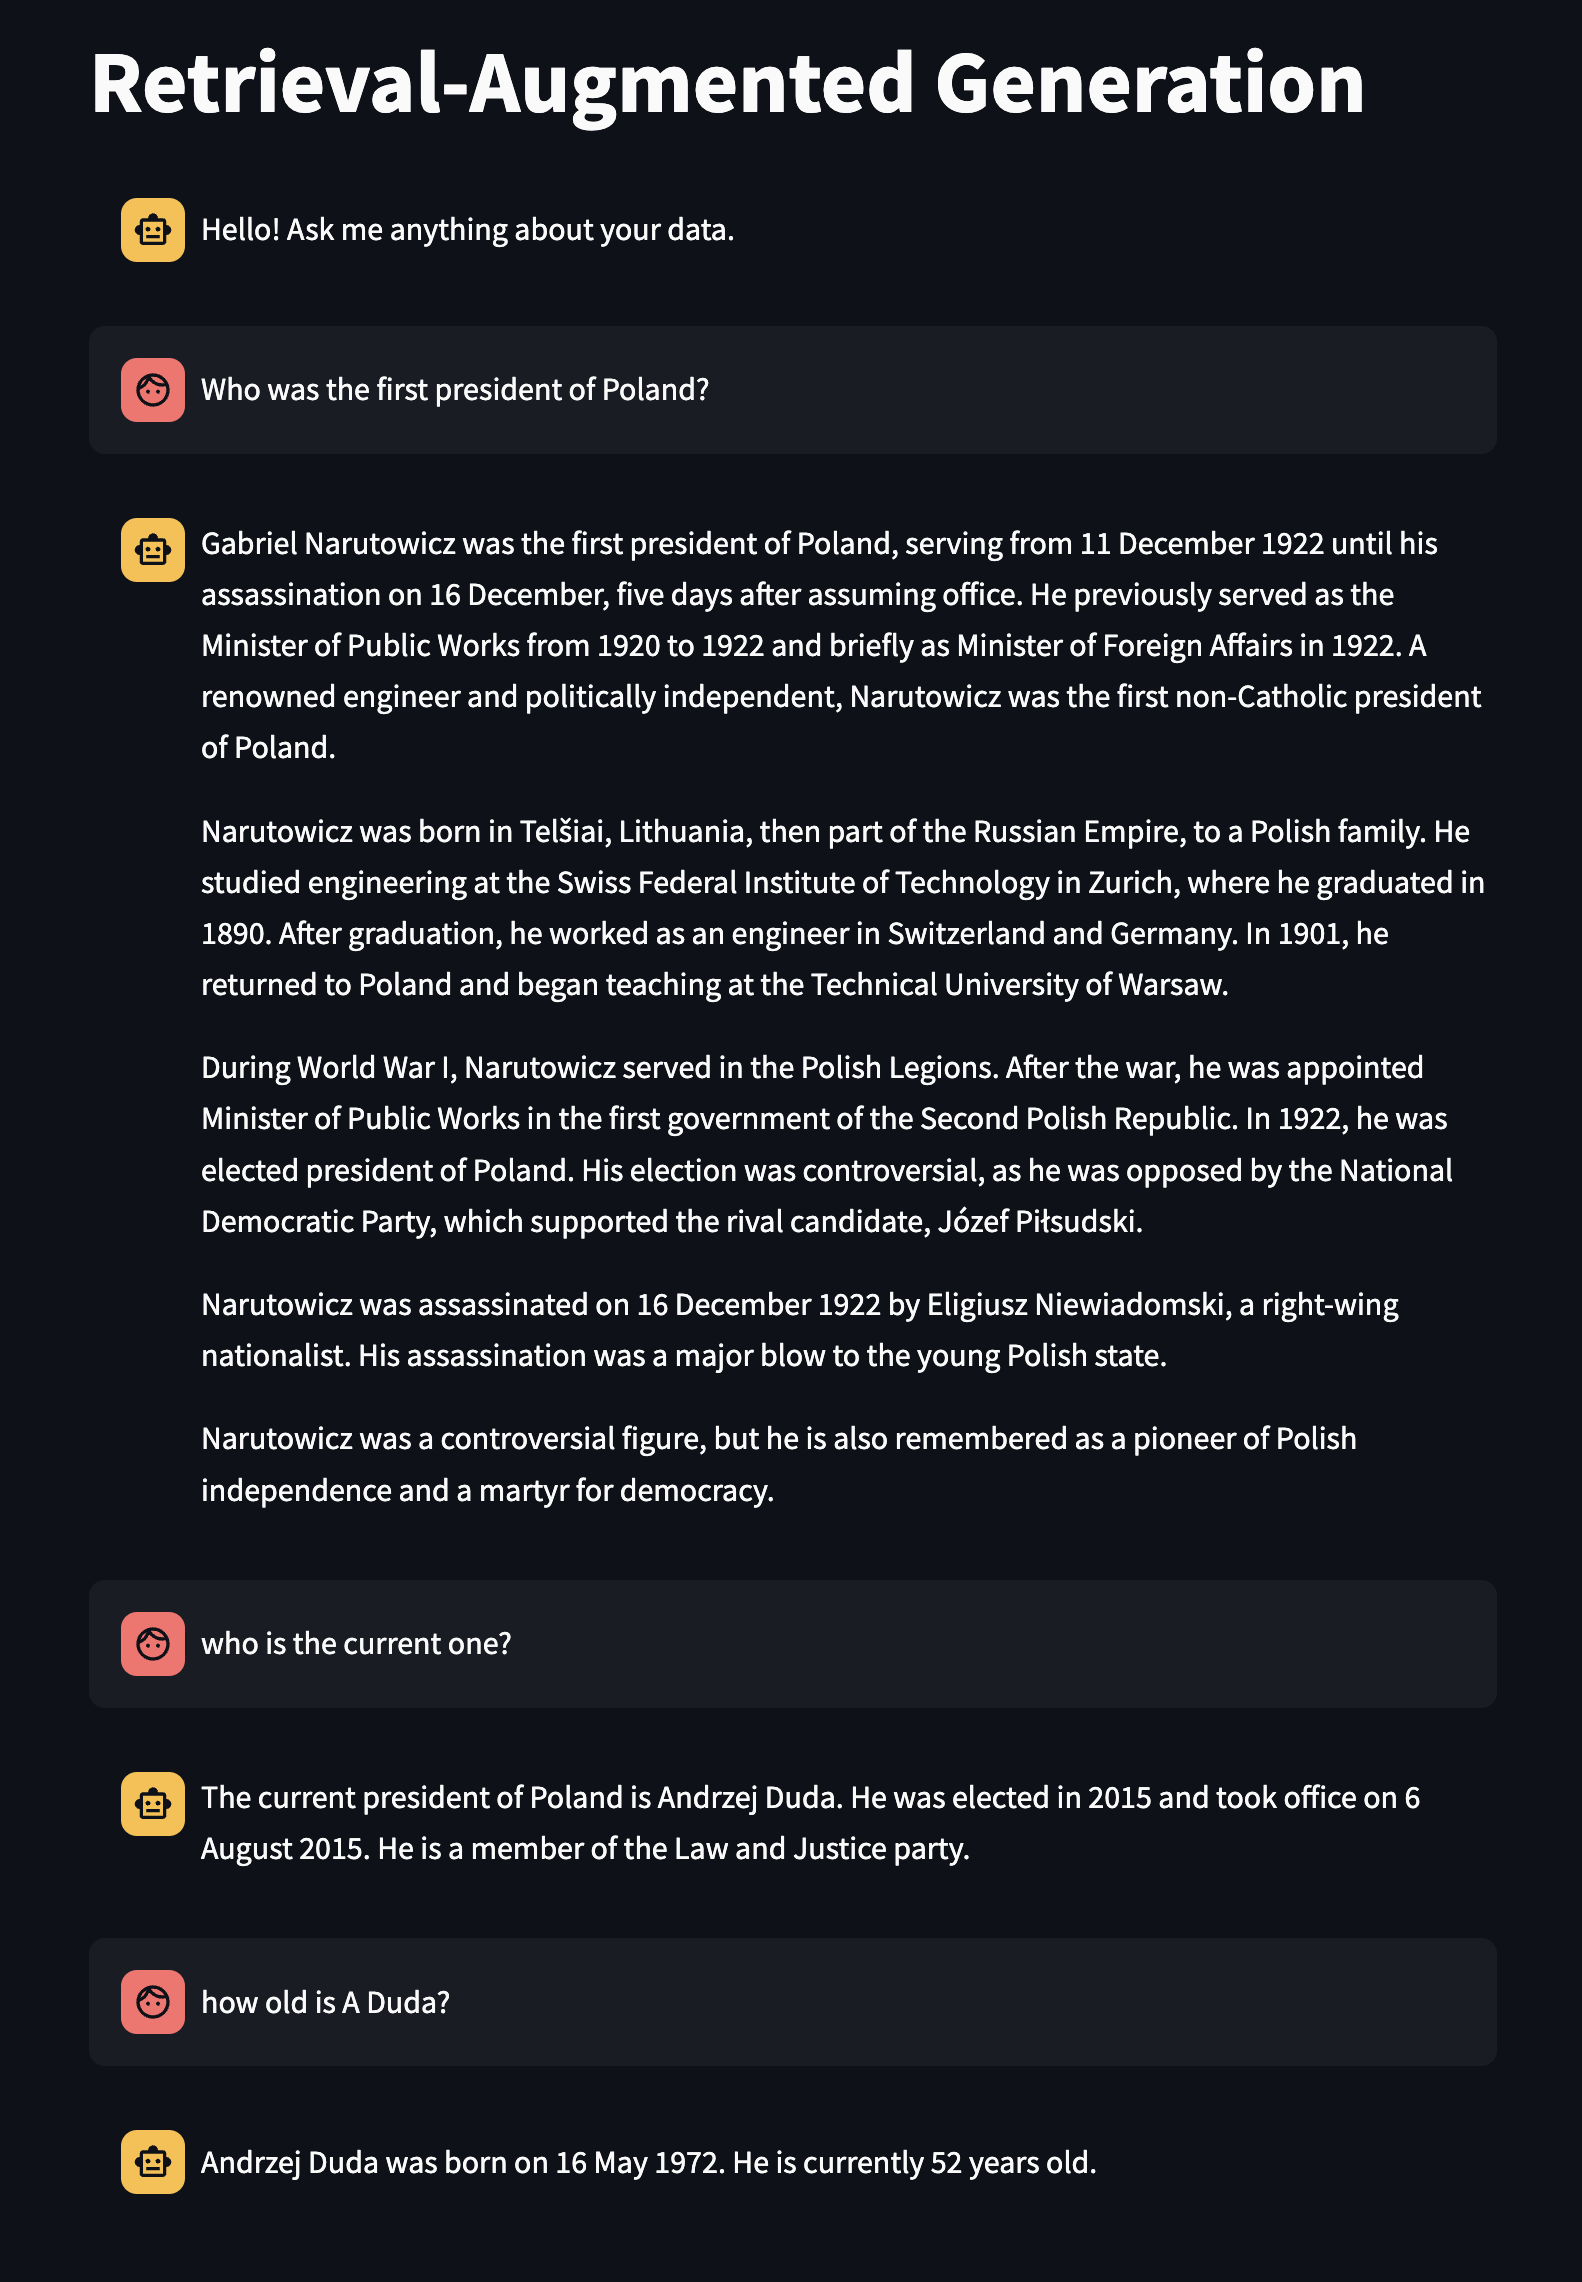 Retrieval-Augmented Generation
Hello! Ask me anything about your data.
Who was the first president of Poland?
Gabriel Narutowicz was the first president of Poland, serving from 11 December 1922 until his
assassination on 16 December, five days after assuming office. He previously served as the
Minister of Public Works from 1920 to 1922 and briefly as Minister of Foreign Affairs in 1922. A
renowned engineer and politically independent, Narutowicz was the first non-Catholic president
of Poland.
Narutowicz was born in Telšiai, Lithuania, then part of the Russian Empire, to a Polish family. He
studied engineering at the Swiss Federal Institute of Technology in Zurich, where he graduated in
1890. After graduation, he worked as an engineer in Switzerland and Germany. In 1901, he
returned to Poland and began teaching at the Technical University of Warsaw.
During World War I, Narutowicz served in the Polish Legions. After the war, he was appointed
Minister of Public Works in the first government of the Second Polish Republic. In 1922, he was
elected president of Poland. His election was controversial, as he was opposed by the National
Democratic Party, which supported the rival candidate, Józef Piłsudski.
Narutowicz was assassinated on 16 December 1922 by Eligiusz Niewiadomski, a right-wing
nationalist. His assassination was a major blow to the young Polish state.
Narutowicz was a controversial figure, but he is also remembered as a pioneer of Polish
independence and a martyr for democracy.
who is the current one?
The current president of Poland is Andrzej Duda. He was elected in 2015 and took office on 6
August 2015. He is a member of the Law and Justice party.
how old is A Duda?
Andrzej Duda was born on 16 May 1972. He is currently 52 years old.